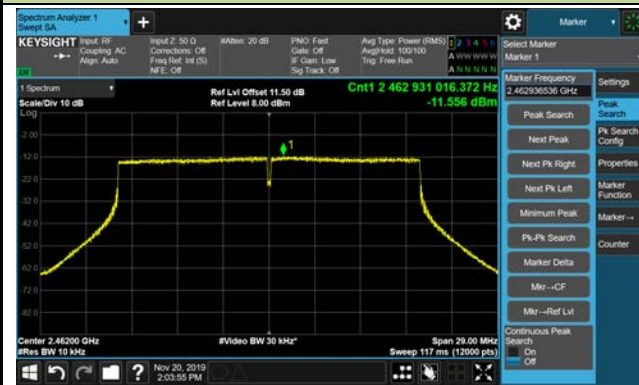 Spectrum Analyzer 1
Swept SA
Marker
KEYSIGHT
Input: RF
Coupling: AC
Align: Auto
Input Z: 50 Ω
Corrections: Off
Freq Ref: Int (S)
NFE: Off
#Atten: 20 dB
PNO: Fast
Gate: Off
IF Gain: Low
Sig Track: Off
Avg Type: Power (RMS)
Avg|Hold: 100/100
Trig: Free Run
1 2 3 4 5 6
A W W W W W
A N N N N N
Select Marker
Marker 1
1 Spectrum
Scale/Div 10 dB
Log
Ref Lvl Offset 11.50 dB
Ref Level 8.00 dBm
Cnt1 2 462 931 016.372 Hz
-11.556 dBm
1
-2.00
-12.0
-22.0
-32.0
-42.0
-52.0
-62.0
-72.0
-82.0
Center 2.46200 GHz
#Res BW 10 kHz
#Video BW 30 kHz*
Span 29.00 MHz
Sweep 117 ms (12000 pts)
Marker Frequency
2.462936536 GHz
Peak Search
Next Peak
Next Pk Right
Next Pk Left
Minimum Peak
Pk-Pk Search
Marker Delta
Mkr→CF
Mkr→Ref Lvl
Continuous Peak
Search
On
Off
Settings
Peak
Search
Pk Search
Config
Properties
Marker
Function
Marker→
Counter
Nov 20, 2019
2:03:55 PM